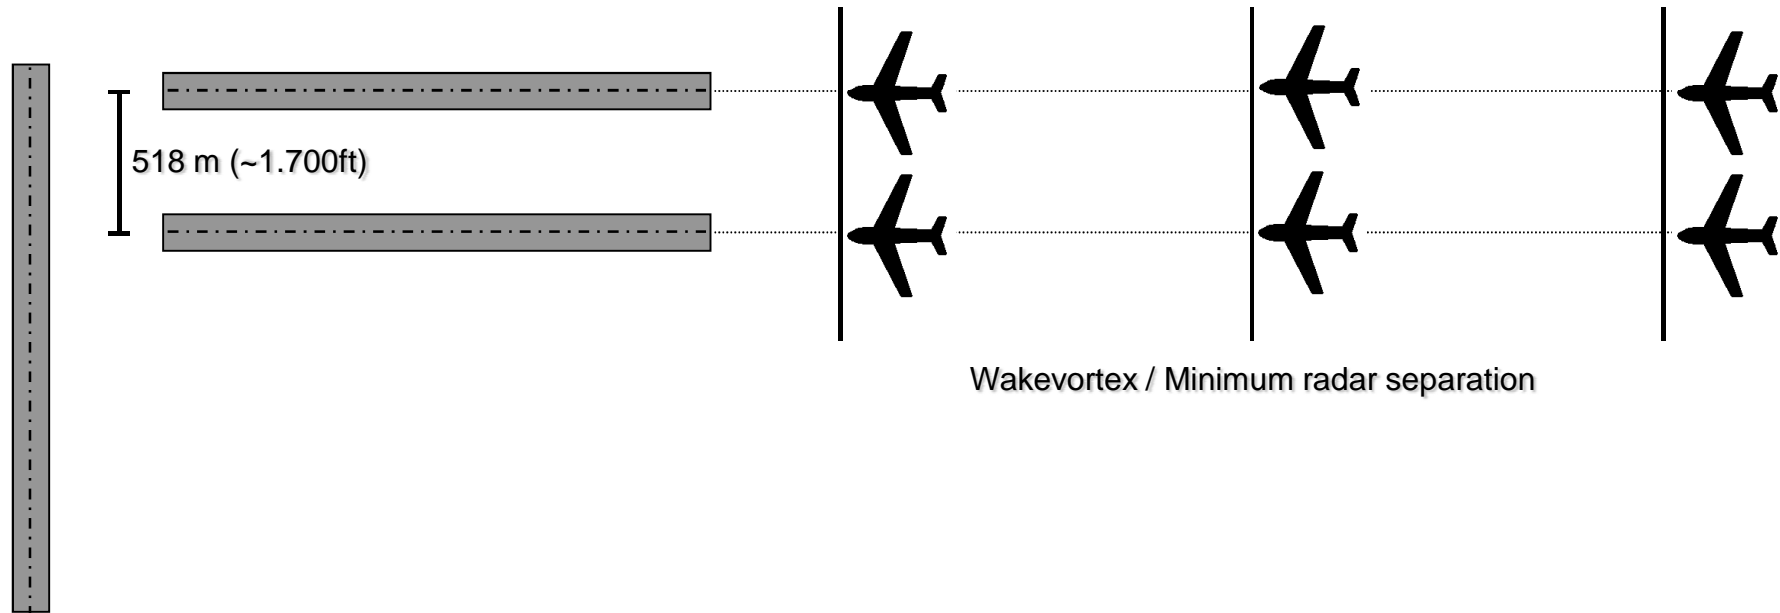 518 m (~1.700ft)
Wakevortex / Minimum radar separation